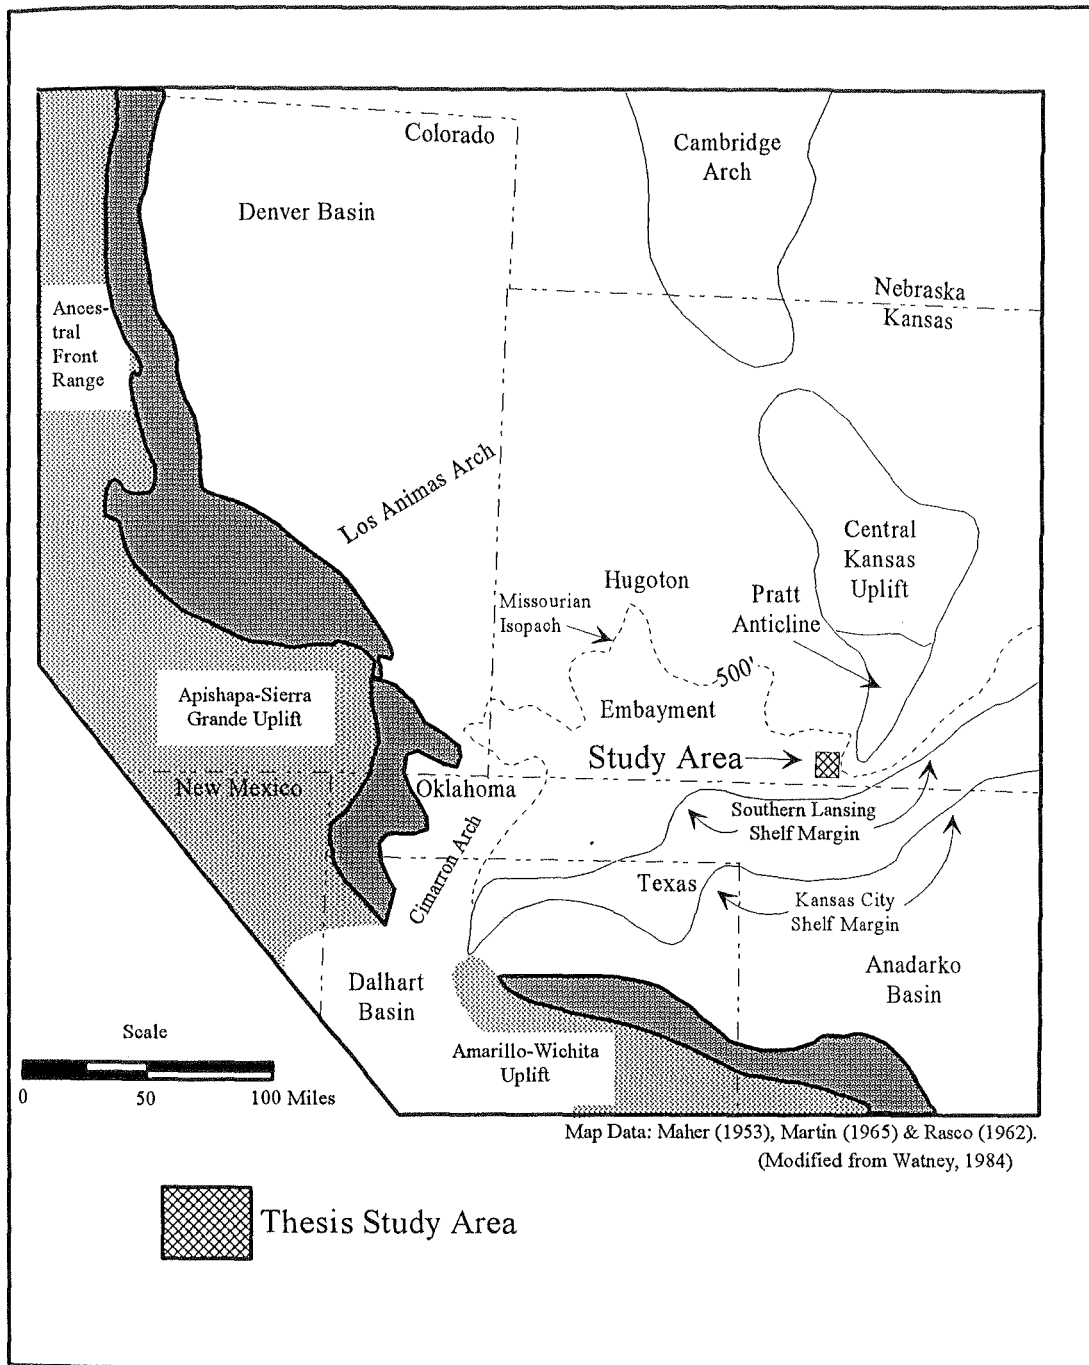 Colorado
Cambridge
Arch
Denver Basin
Nebraska
Kansas
Ances-
tral
Front
Range
Los Animas Arch
Central
Kansas
Uplift
Hugoton
Pratt
Anticline
Missourian
Isopach
500'
Apishapa-Sierra
Grande Uplift
Embayment
Study Area
New Mexico
Oklahoma
Southern Lansing
Shelf Margin
Cimarron Arch
Texas
Kansas City
Shelf Margin
Anadarko
Basin
Dalhart
Basin
Scale
Amarillo-Wichita
Uplift
0 50 100 Miles
Map Data: Maher (1953), Martin (1965) & Rasco (1962).
(Modified from Watney, 1984)
Thesis Study Area